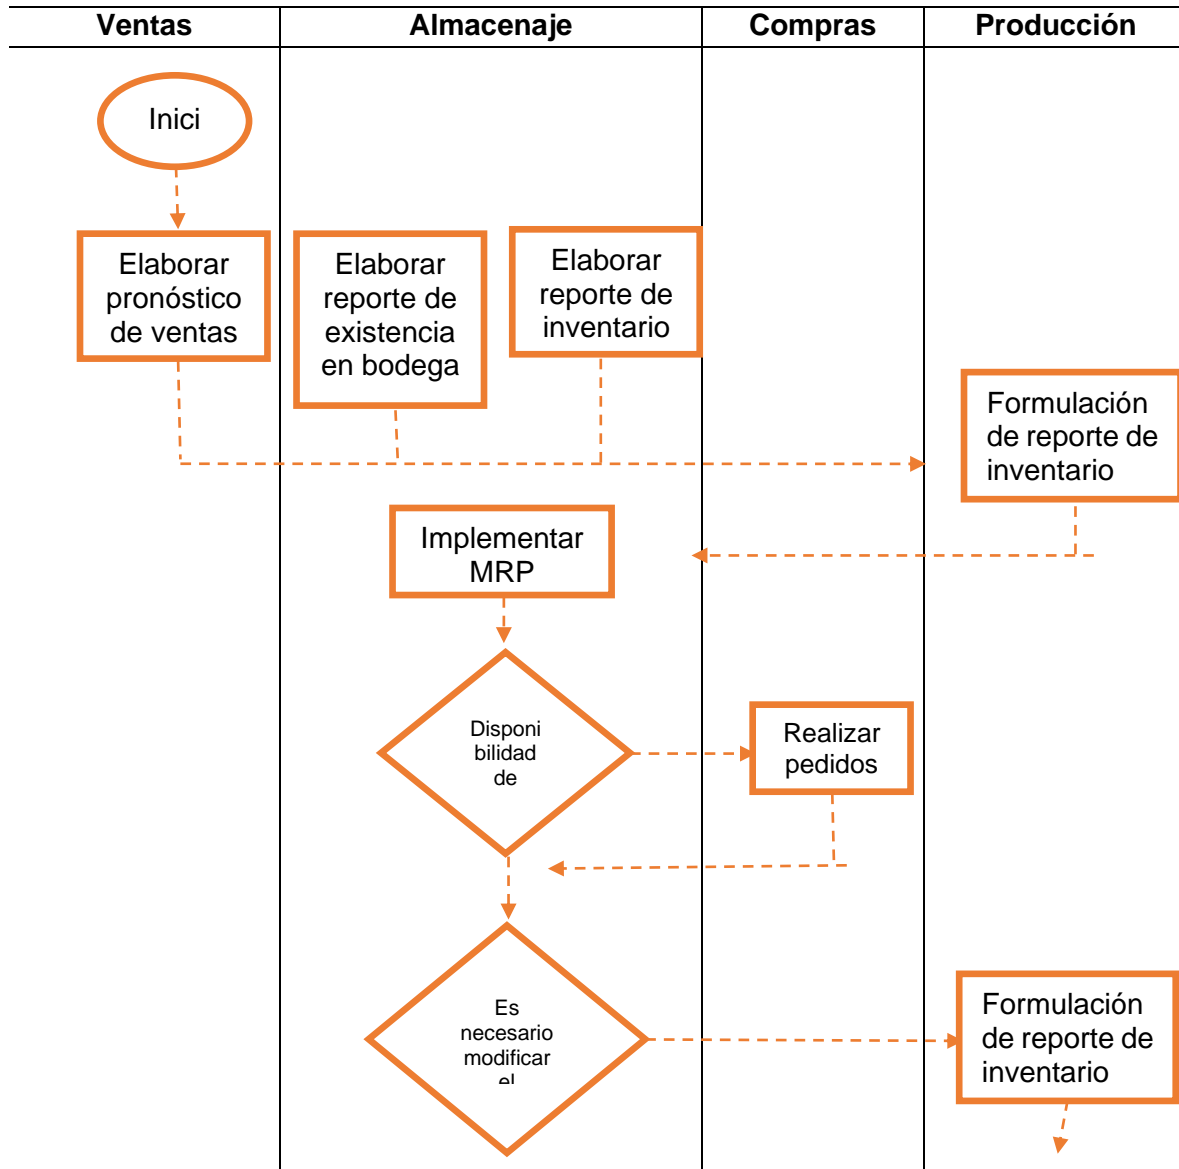 Ventas
Almacenaje
Compras
Producción
Inici
Elaborar
pronóstico
de ventas
Elaborar
reporte de
existencia
en bodega
Elaborar
reporte de
inventario
Formulación
de reporte de
inventario
Implementar
MRP
Disponi
bilidad
de
Realizar
pedidos
Es
necesario
modificar
el
Formulación
de reporte de
inventario